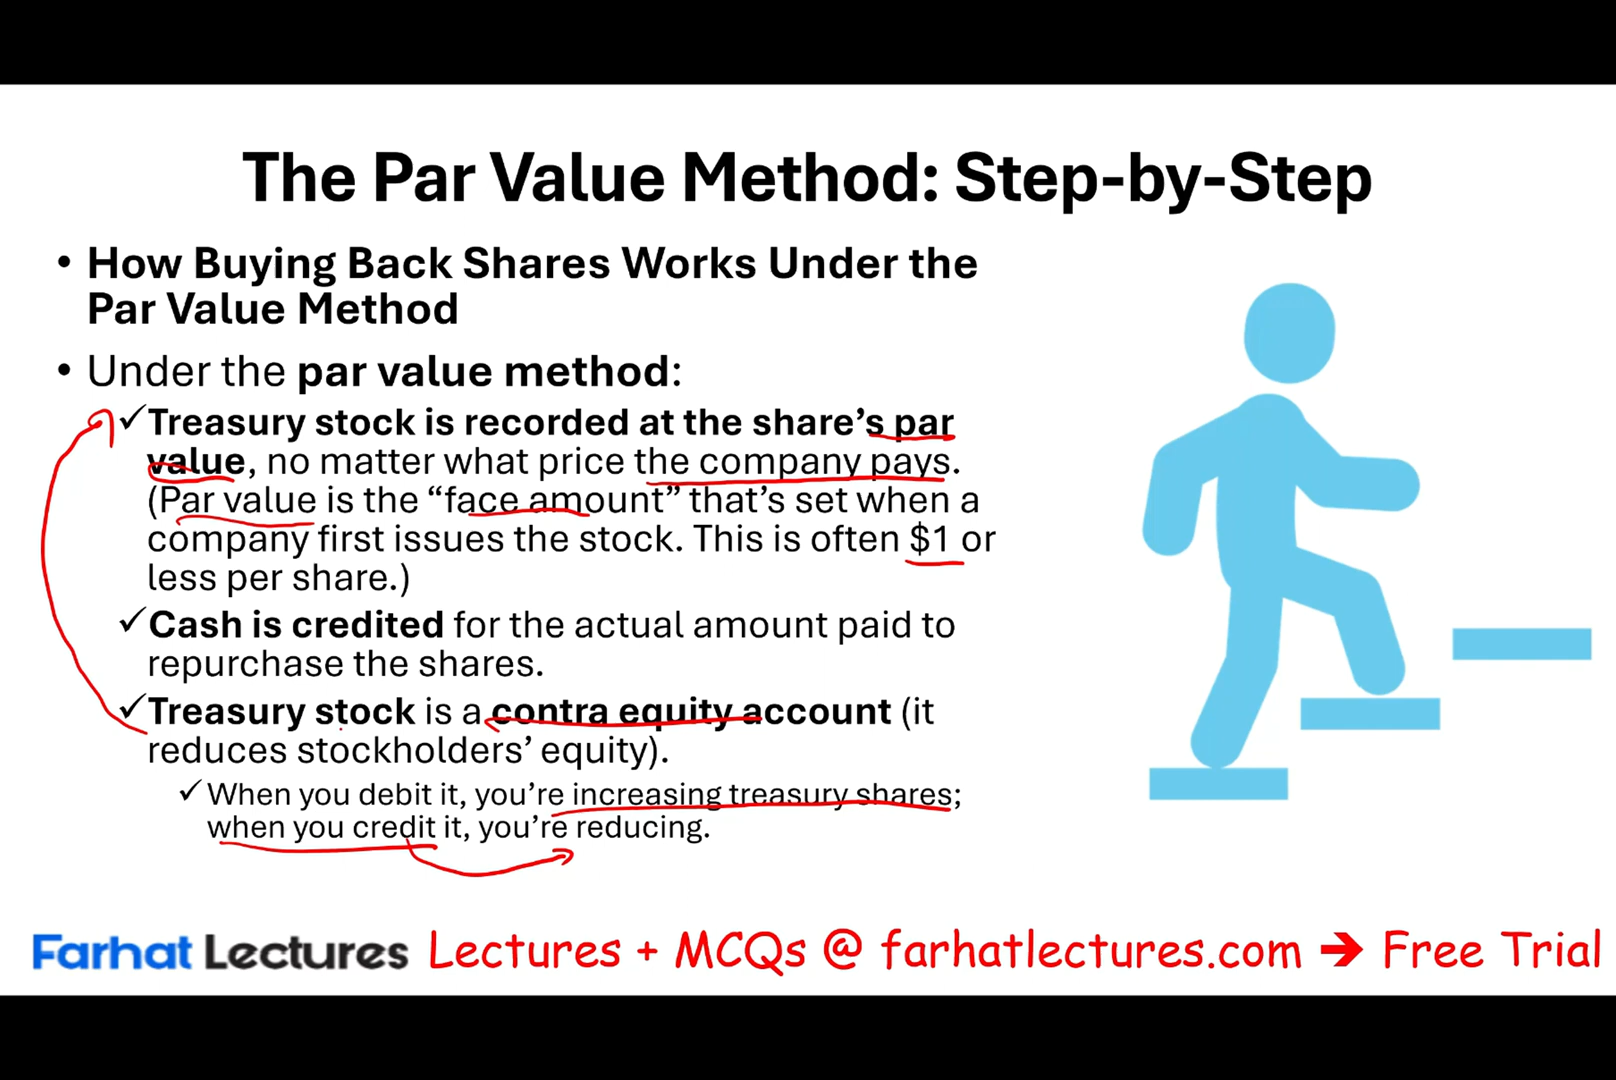 The Par Value Method: Step-by-Step
• How Buying Back Shares Works Under the
Par Value Method
• Under the par value method:
✓Treasury stock is recorded at the share’s par
value, no matter what price the company pays.
(Par value is the “face amount” that’s set when a
company first issues the stock. This is often $1 or
less per share.)
✓Cash is credited for the actual amount paid to
repurchase the shares.
✓Treasury stock is a contra equity account (it
reduces stockholders’ equity).
✓When you debit it, you’re increasing treasury shares;
when you credit it, you’re reducing.
Farhat Lectures Lectures + MCQs @ farhatlectures.com ➔ Free Trial